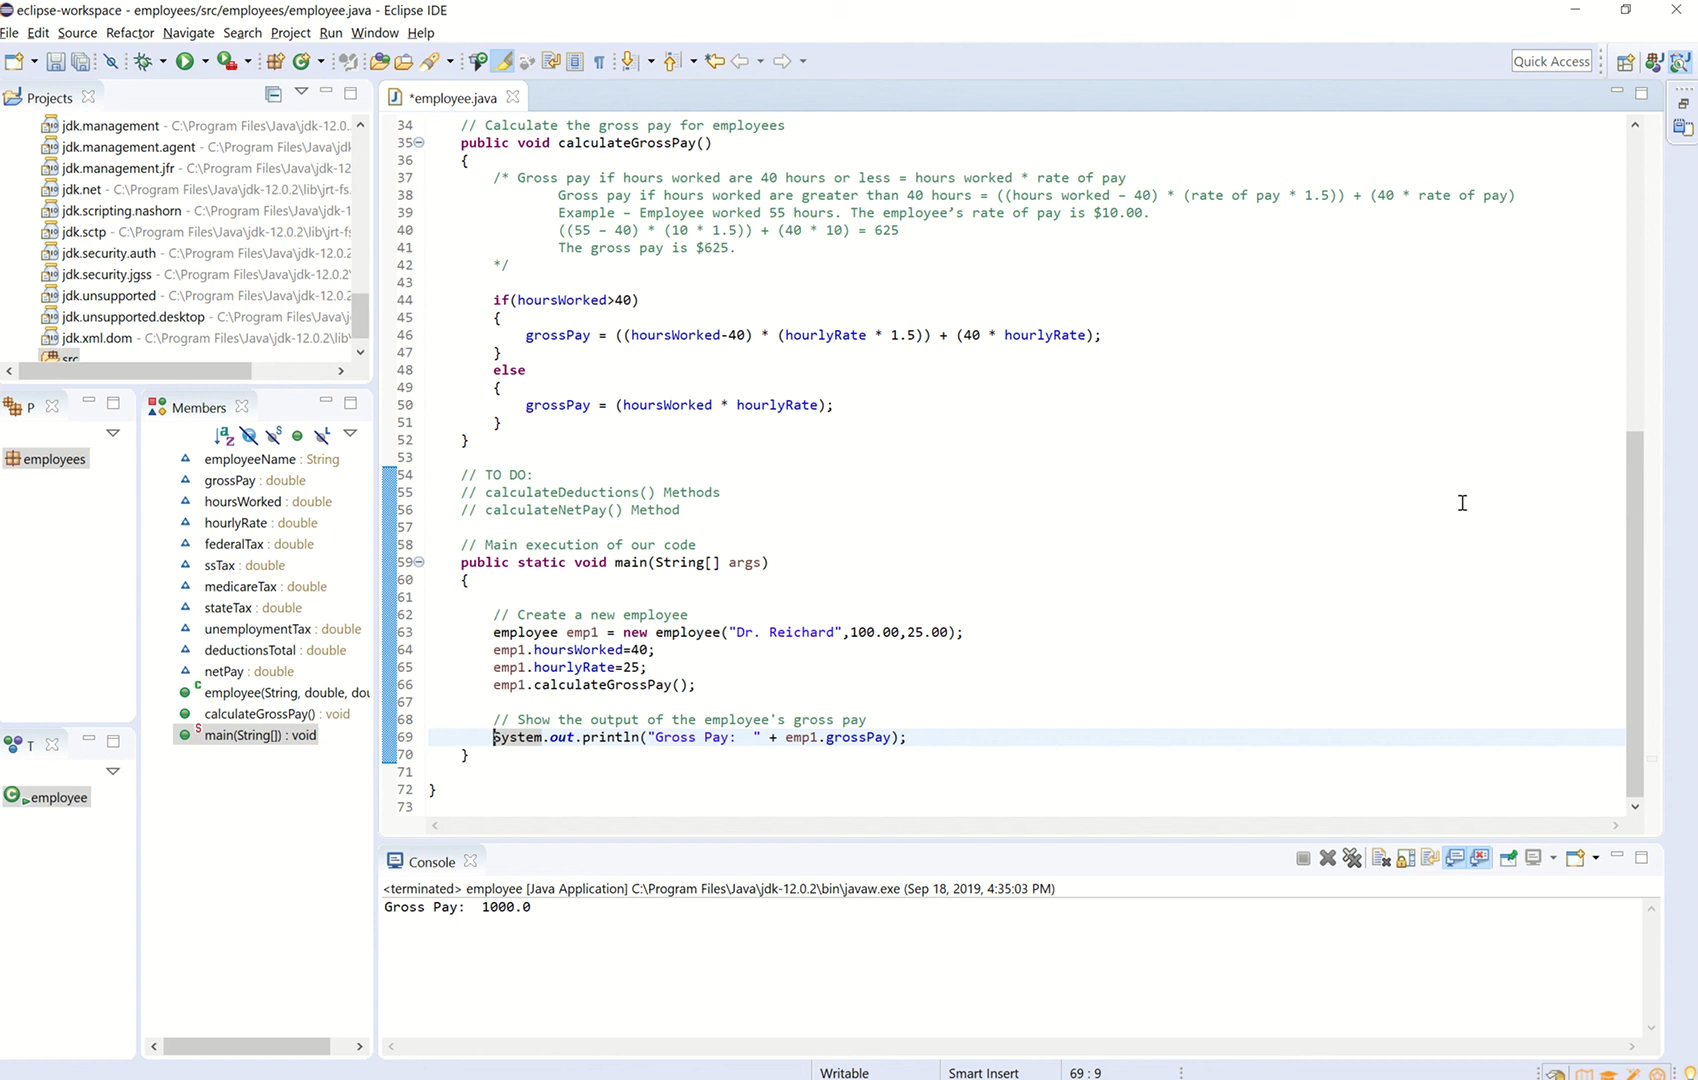 eclipse-workspace - employees/src/employees/employee.java - Eclipse IDE
File Edit Source Refactor Navigate Search Project Run Window Help
Quick Access
Projects
jdk.management - C:\Program Files\Java\jdk-12.0.
jdk.management.agent - C:\Program Files\Java\jdk
jdk.management.jfr - C:\Program Files\Java\jdk-12
jdk.net - C:\Program Files\Java\jdk-12.0.2\lib\jrt-fs.
jdk.scripting.nashorn - C:\Program Files\Java\jdk-1
jdk.sctp - C:\Program Files\Java\jdk-12.0.2\lib\jrt-fs
jdk.security.auth - C:\Program Files\Java\jdk-12.0.2
jdk.security.jgss - C:\Program Files\Java\jdk-12.0.2\
jdk.unsupported - C:\Program Files\Java\jdk-12.0.2
jdk.unsupported.desktop - C:\Program Files\Java\j
jdk.xml.dom - C:\Program Files\Java\jdk-12.0.2\lib\
src
P
employees
T
employee
Members
employeeName : String
grossPay : double
hoursWorked : double
hourlyRate : double
federalTax : double
ssTax : double
medicareTax : double
stateTax : double
unemploymentTax : double
deductionsTotal : double
netPay : double
employee(String, double, dou
calculateGrossPay() : void
main(String[]) : void
*employee.java
34 // Calculate the gross pay for employees
35 public void calculateGrossPay()
36 {
37 /* Gross pay if hours worked are 40 hours or less = hours worked * rate of pay
38 Gross pay if hours worked are greater than 40 hours = ((hours worked – 40) * (rate of pay * 1.5)) + (40 * rate of pay)
39 Example – Employee worked 55 hours. The employee’s rate of pay is $10.00.
40 ((55 – 40) * (10 * 1.5)) + (40 * 10) = 625
41 The gross pay is $625.
42 */
43
44 if(hoursWorked>40)
45 {
46 grossPay = ((hoursWorked-40) * (hourlyRate * 1.5)) + (40 * hourlyRate);
47 }
48 else
49 {
50 grossPay = (hoursWorked * hourlyRate);
51 }
52 }
53
54 // TO DO:
55 // calculateDeductions() Methods
56 // calculateNetPay() Method
57
58 // Main execution of our code
59 public static void main(String[] args)
60 {
61
62 // Create a new employee
63 employee emp1 = new employee("Dr. Reichard",100.00,25.00);
64 emp1.hoursWorked=40;
65 emp1.hourlyRate=25;
66 emp1.calculateGrossPay();
67
68 // Show the output of the employee's gross pay
69 System.out.println("Gross Pay:  " + emp1.grossPay);
70 }
71
72 }
73
Console
<terminated> employee [Java Application] C:\Program Files\Java\jdk-12.0.2\bin\javaw.exe (Sep 18, 2019, 4:35:03 PM)
Gross Pay:  1000.0
Writable Smart Insert 69 : 9